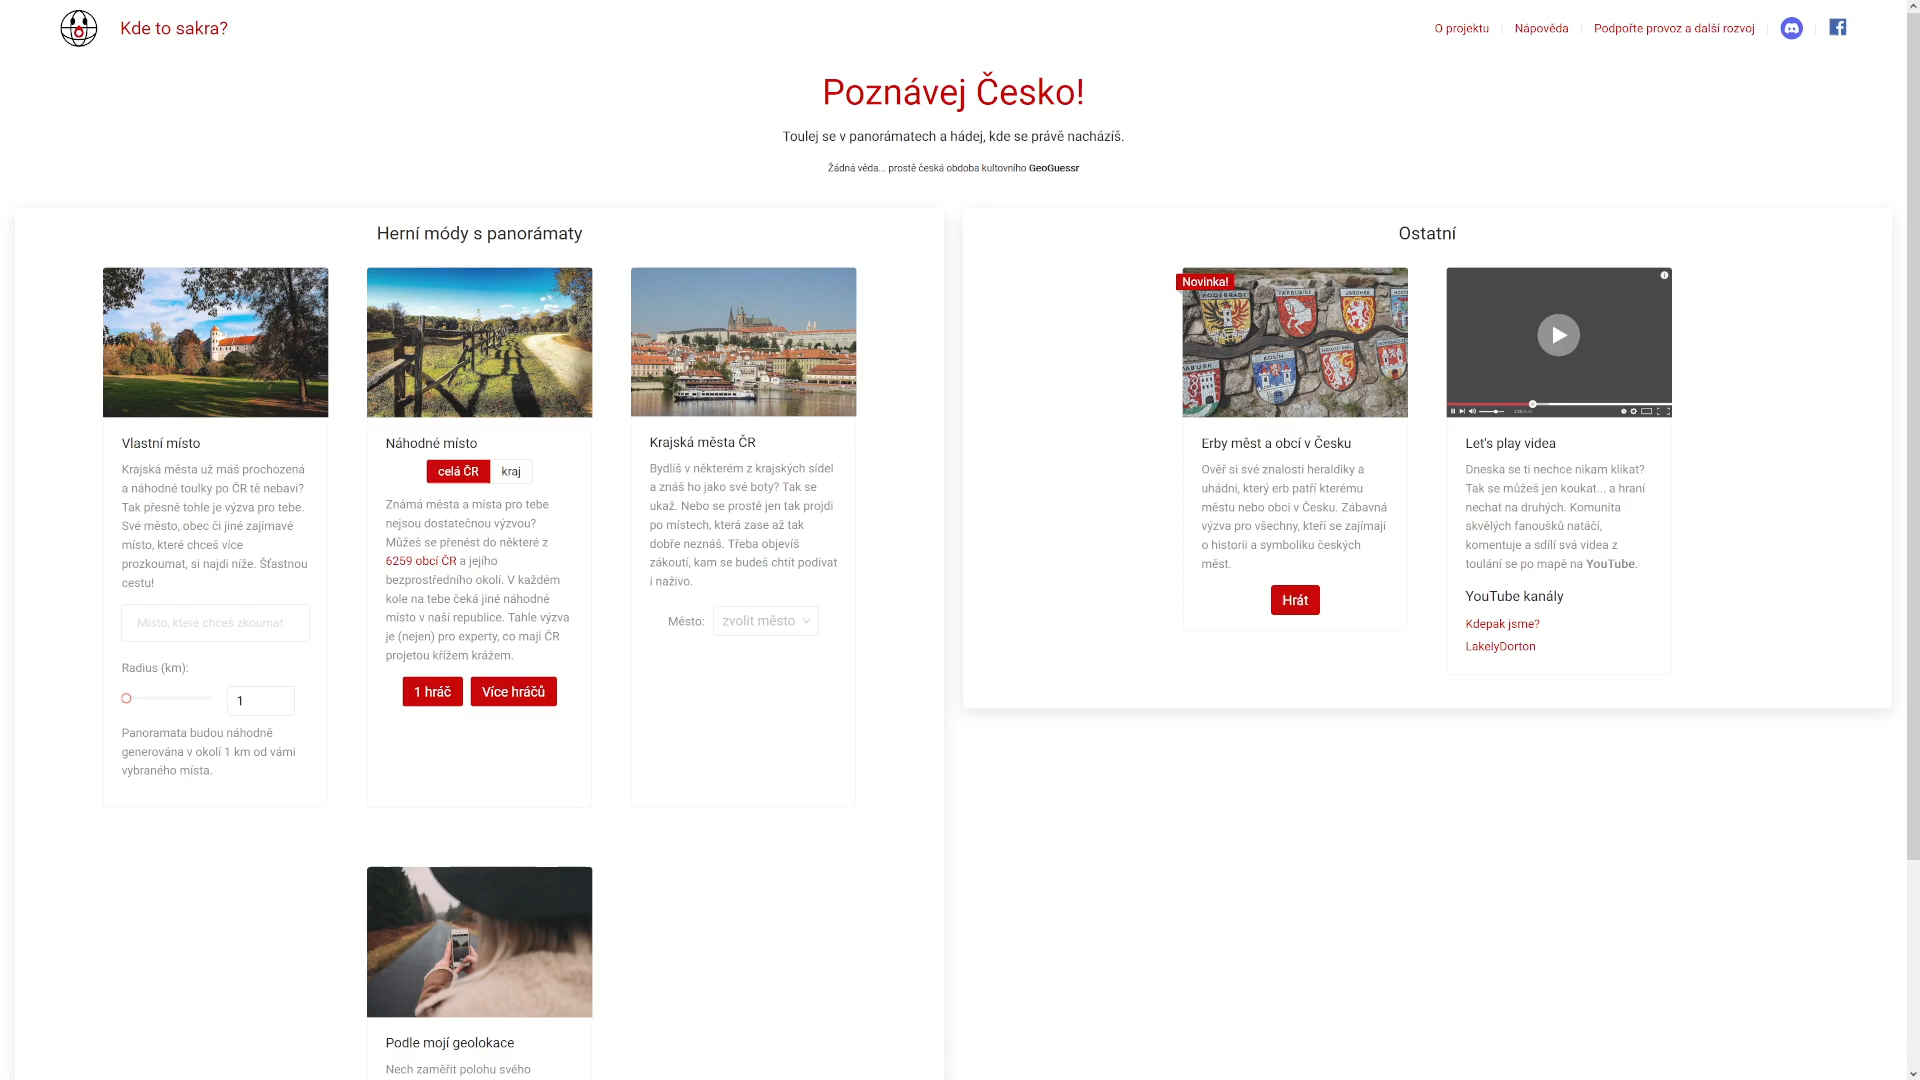 Kde to sakra?
O projektu
Nápověda
Podpořte provoz a další rozvoj
Poznávej Česko!
Toulej se v panorámatech a hádej, kde se právě nacházíš.
Žádná věda... prostě česká obdoba kultovního GeoGuessr
Herní módy s panorámaty
Vlastní místo
Krajská města už máš prochozená
a náhodné toulky po ČR tě nebaví?
Tak přesně tohle je výzva pro tebe.
Své město, obec či jiné zajímavé
místo, které chceš více
prozkoumat, si najdi níže. Šťastnou
cestu!
Místo, které chceš zkoumat
Radius (km):
1
Panoramata budou náhodně
generována v okolí 1 km od vámi
vybraného místa.
Náhodné místo
celá ČR
kraj
Známá města a místa pro tebe
nejsou dostatečnou výzvou?
Můžeš se přenést do některé z
6259 obcí ČR a jejího
bezprostředního okolí. V každém
kole na tebe čeká jiné náhodné
místo v naší republice. Tahle výzva
je (nejen) pro experty, co mají ČR
projetou křížem krážem.
1 hráč
Více hráčů
Krajská města ČR
Bydlíš v některém z krajských sídel
a znáš ho jako své boty? Tak se
ukaž. Nebo se prostě jen tak projdi
po místech, která zase až tak
dobře neznáš. Třeba objevíš
zákoutí, kam se budeš chtít podívat
i naživo.
Město:
zvolit město
Podle mojí geolokace
Nech zaměřit polohu svého
Ostatní
Novinka!
PODĚBRADY
PARDUBICE
JAROMĚŘ
KOLÍN
Erby měst a obcí v Česku
Ověř si své znalosti heraldiky a
uhádni, který erb patří kterému
městu nebo obci v Česku. Zábavná
výzva pro všechny, kteří se zajímají
o historii a symboliku českých
měst.
Hrát
Let's play videa
Dneska se ti nechce nikam klikat?
Tak se můžeš jen koukat... a hraní
nechat na druhých. Komunita
skvělých fanoušků natáčí,
komentuje a sdílí svá videa z
toulání se po mapě na YouTube.
YouTube kanály
Kdepak jsme?
LakelyDorton